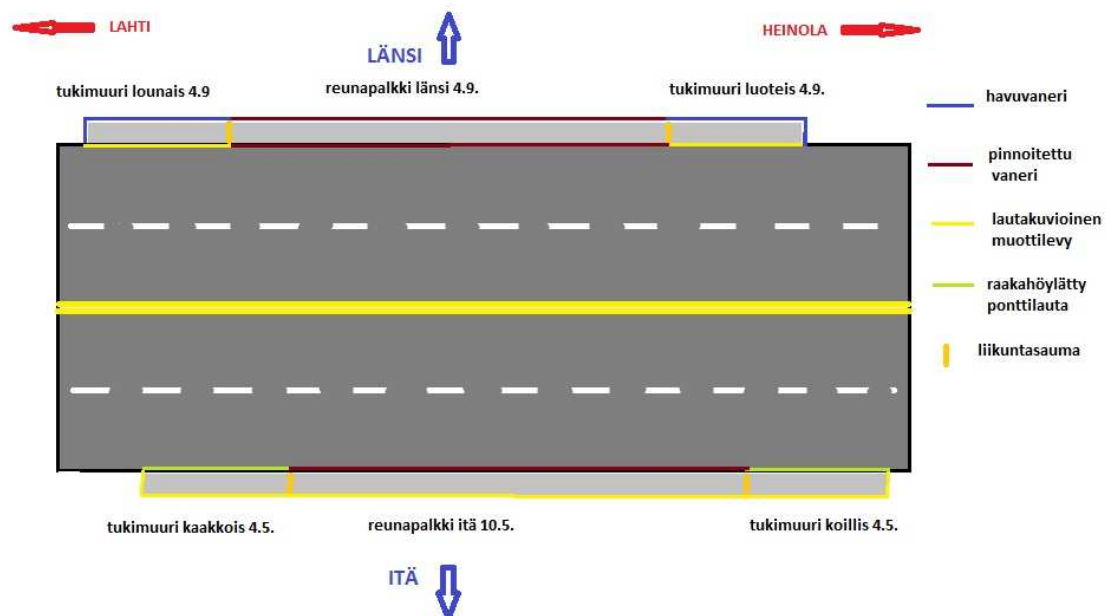 LAHTI
LÄNSI
HEINOLA
tukimuuri lounais 4.9
reunapalkki länsi 4.9.
tukimuuri luoteis 4.9.
havuvaneri
pinnoitettu
vaneri
lautakuvioinen
muottilevy
raakahöylätty
ponttilauta
liikuntasauma
tukimuuri kaakkois 4.5.
reunapalkki itä 10.5.
tukimuuri koillis 4.5.
ITÄ